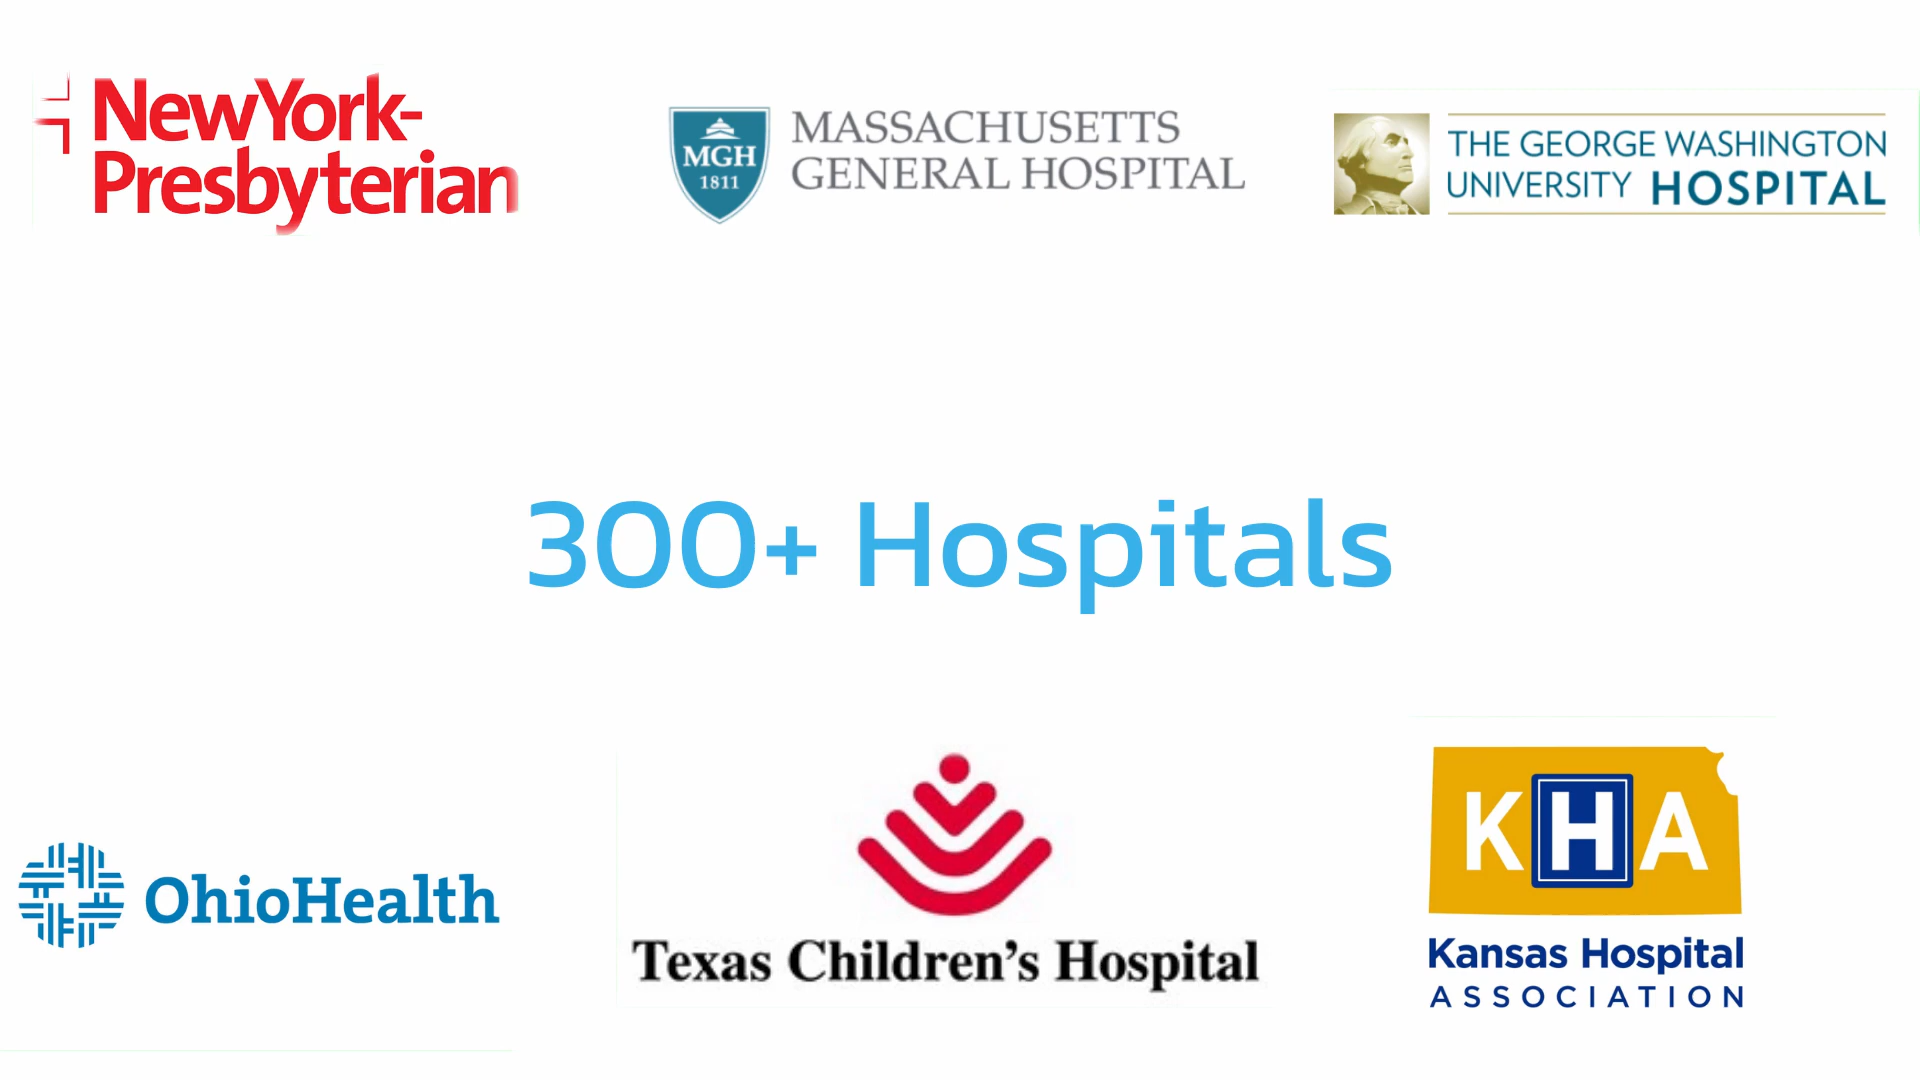 NewYork-
Presbyterian
MGH
1811
MASSACHUSETTS
GENERAL HOSPITAL
THE GEORGE WASHINGTON
UNIVERSITY HOSPITAL
300+ Hospitals
OhioHealth
Texas Children's Hospital
KHA
Kansas Hospital
ASSOCIATION